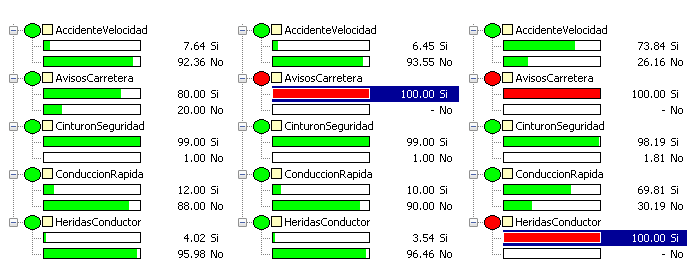 AccidenteVelocidad
7.64 Si
92.36 No
AvisosCarretera
80.00 Si
20.00 No
CinturonSeguridad
99.00 Si
1.00 No
ConduccionRapida
12.00 Si
88.00 No
HeridasConductor
4.02 Si
95.98 No
AccidenteVelocidad
6.45 Si
93.55 No
AvisosCarretera
100.00 Si
- No
CinturonSeguridad
99.00 Si
1.00 No
ConduccionRapida
10.00 Si
90.00 No
HeridasConductor
3.54 Si
96.46 No
AccidenteVelocidad
73.84 Si
26.16 No
AvisosCarretera
100.00 Si
- No
CinturonSeguridad
98.19 Si
1.81 No
ConduccionRapida
69.81 Si
30.19 No
HeridasConductor
100.00 Si
- No